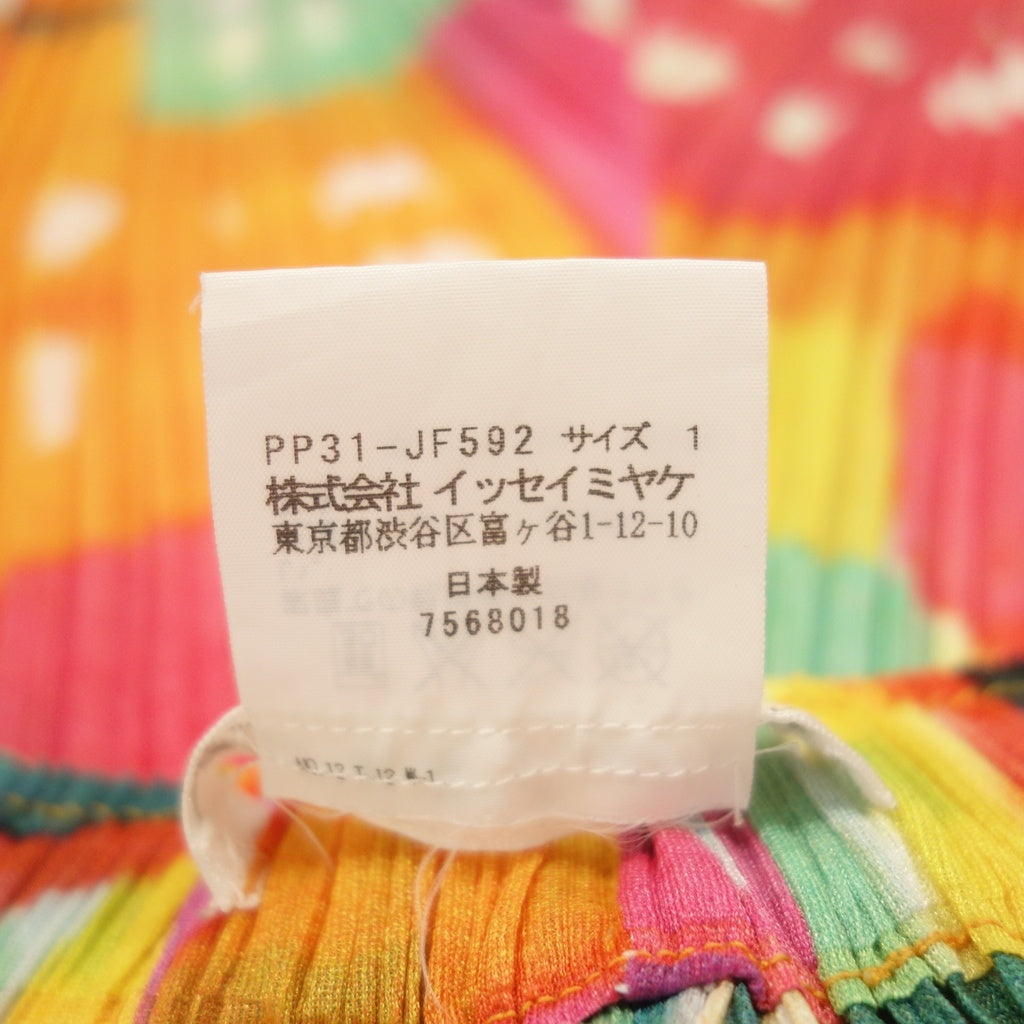 PP31-JF592 サイズ 1
株式会社 イッセイミヤケ
東京都渋谷区富ヶ谷1-12-10
日本製
7568018